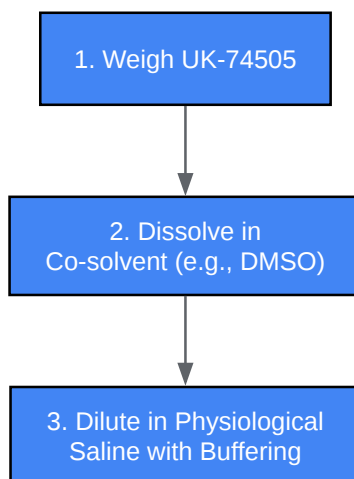 1. Weigh UK-74505
2. Dissolve in
Co-solvent (e.g., DMSO)
3. Dilute in Physiological
Saline with Buffering